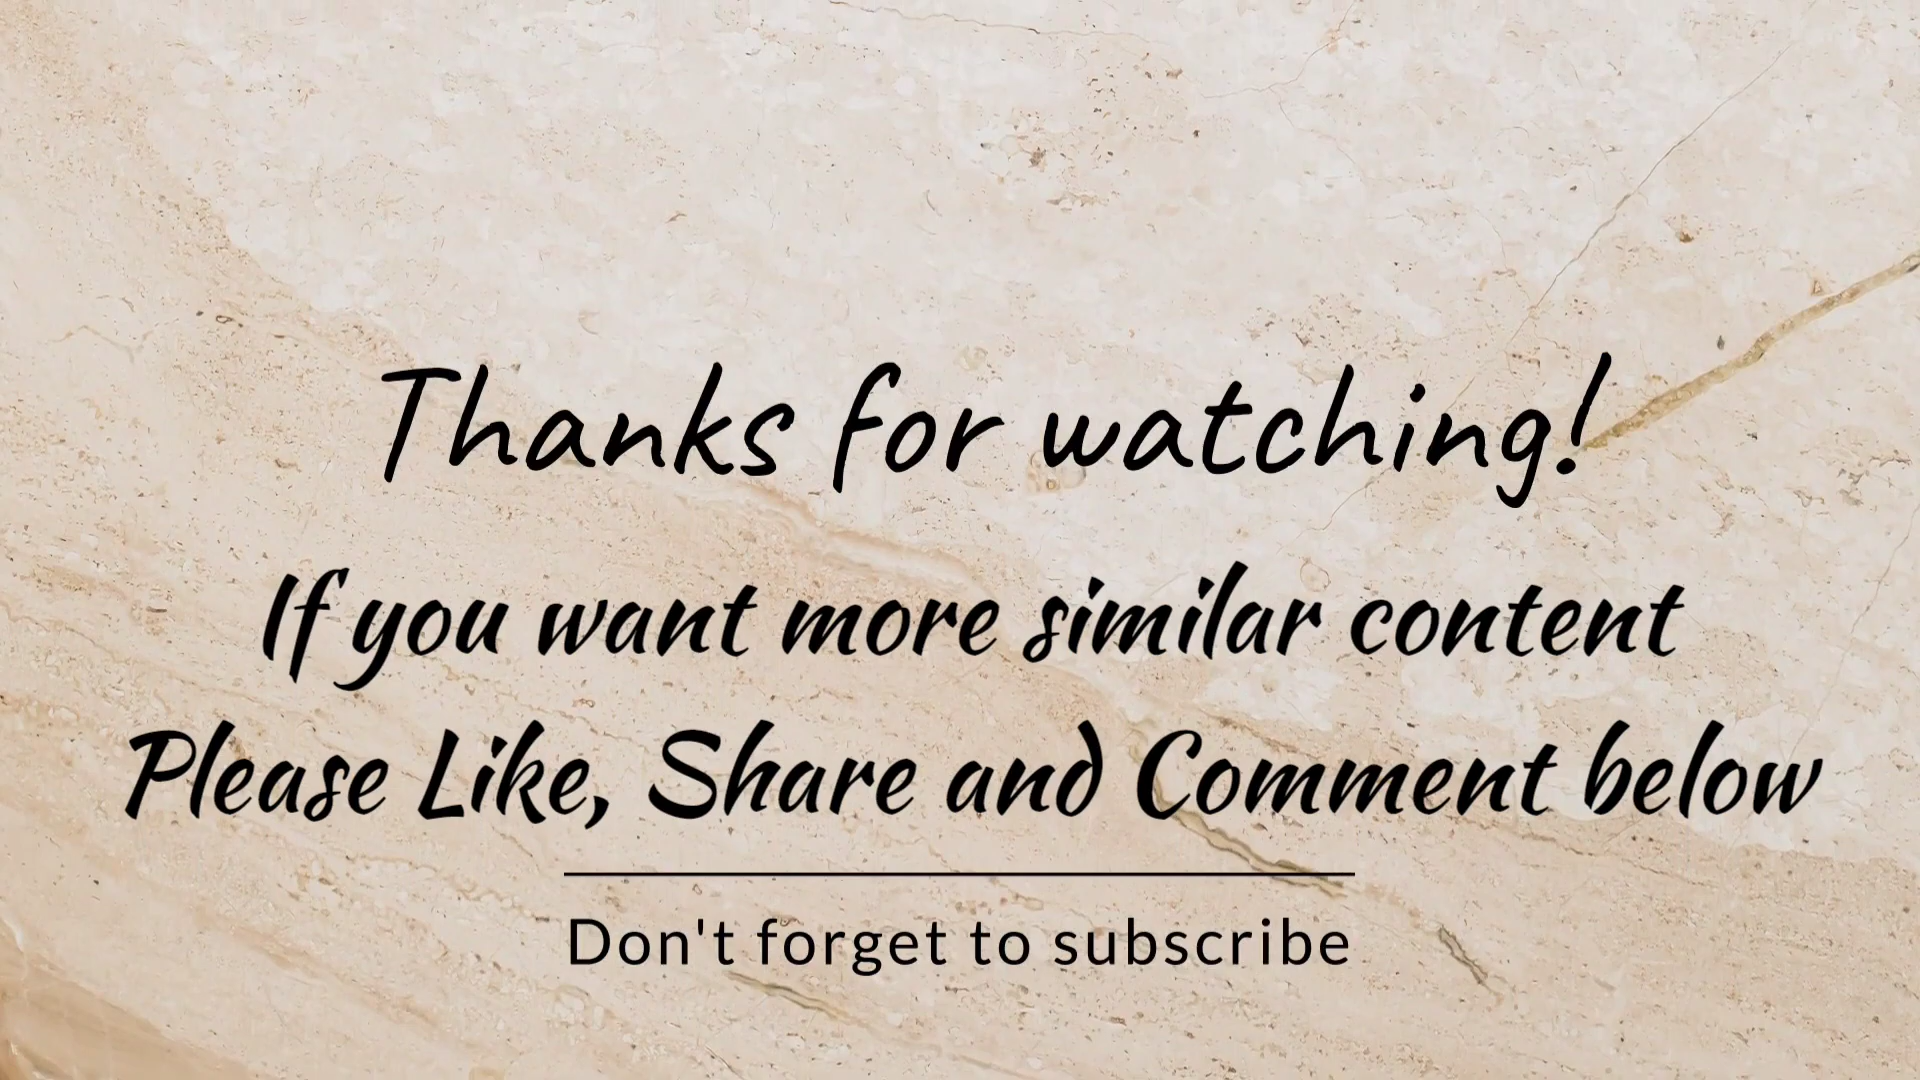 Thanks for watching!
If you want more similar content
Please Like, Share and Comment below
Don't forget to subscribe